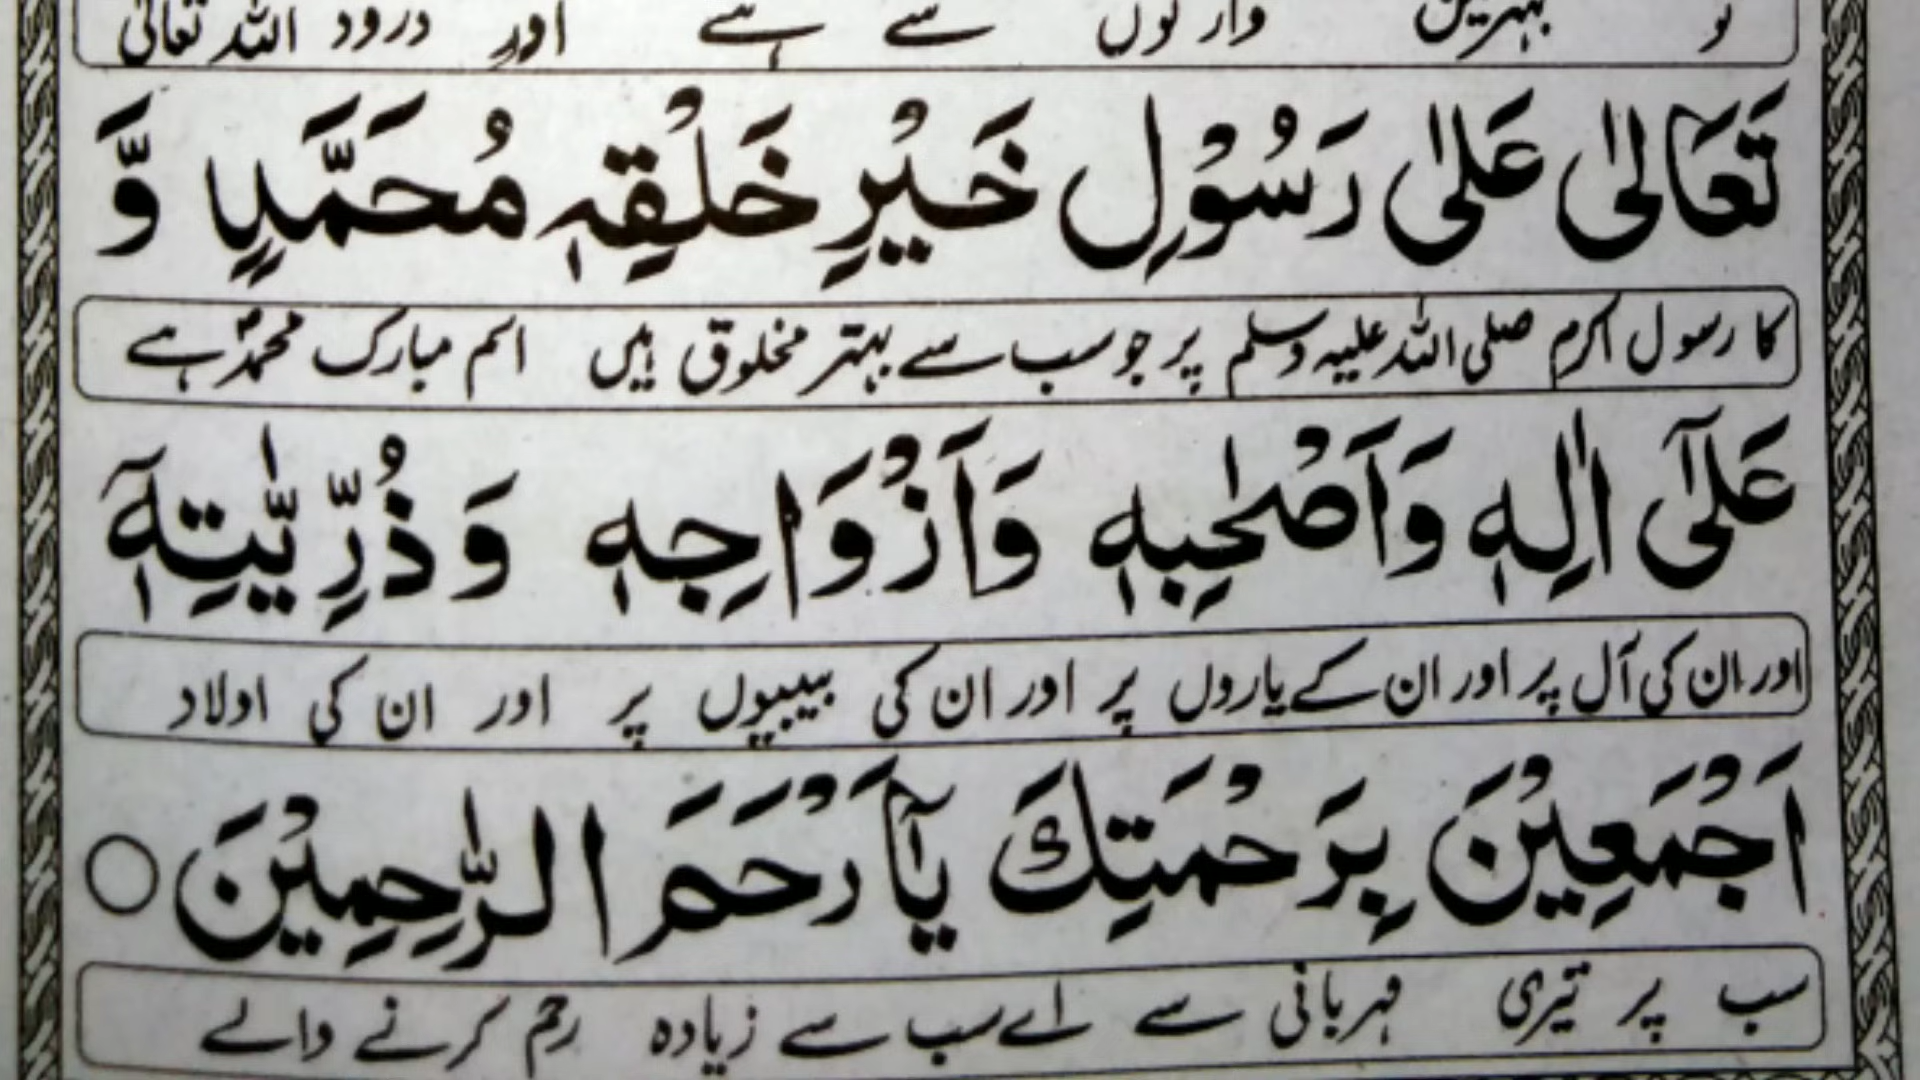 تو بہترین وارثوں سے ہے اور درود اللہ تعالیٰ
تَعَالٰی عَلٰی رَسُوْلِ خَیْرِ خَلْقِہٖ مُحَمَّدٍ وَّ
کا رسول اکرم صلی اللہ علیہ وسلم پر جو سب سے بہتر مخلوق ہیں اسم مبارک محمدؐ ہے
عَلٰۤی اٰلِہٖ وَاَصْحٰبِہٖ وَاَزْوَاجِہٖ وَذُرِّیّٰتِہٖۤ
اور ان کی آل پر اور ان کے یاروں پر اور ان کی بیبیوں پر اور ان کی اولاد
اَجْمَعِیْنَ بِرَحْمَتِکَ یَاۤ اَرْحَمَ الرّٰحِمِیْنَ ○
سب پر تیری مہربانی سے اے سب سے زیادہ رحم کرنے والے